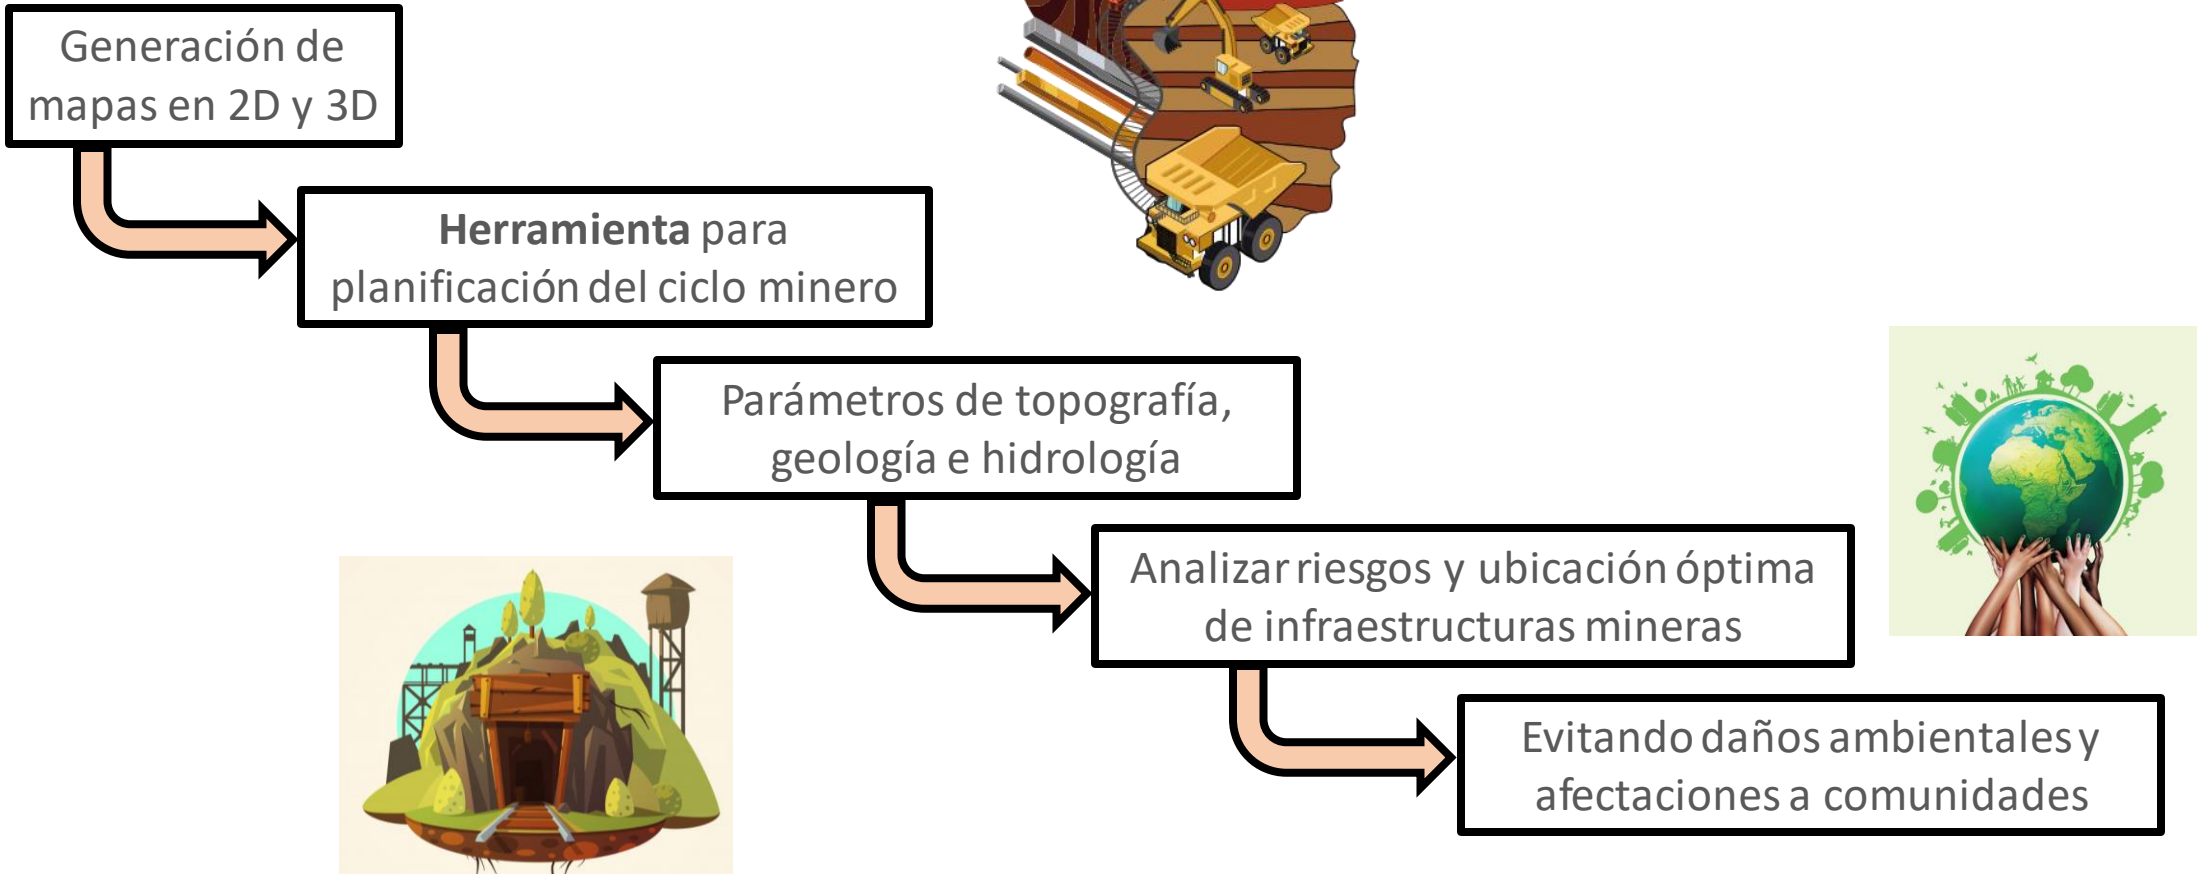 Generación de
mapas en 2D y 3D
Herramienta para
planificación del ciclo minero
Parámetros de topografía,
geología e hidrología
Analizar riesgos y ubicación óptima
de infraestructuras mineras
Evitando daños ambientales y
afectaciones a comunidades